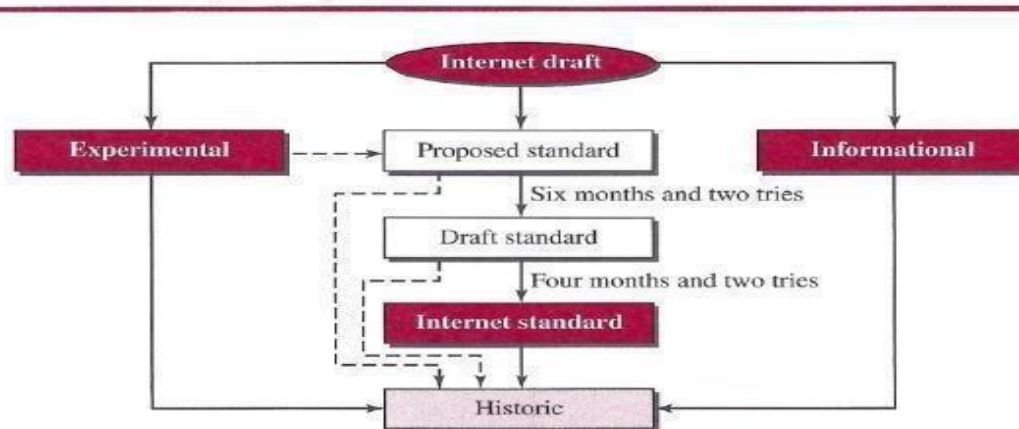 Internet draft
Experimental
Proposed standard
Informational
Six months and two tries
Draft standard
Four months and two tries
Internet standard
Historic